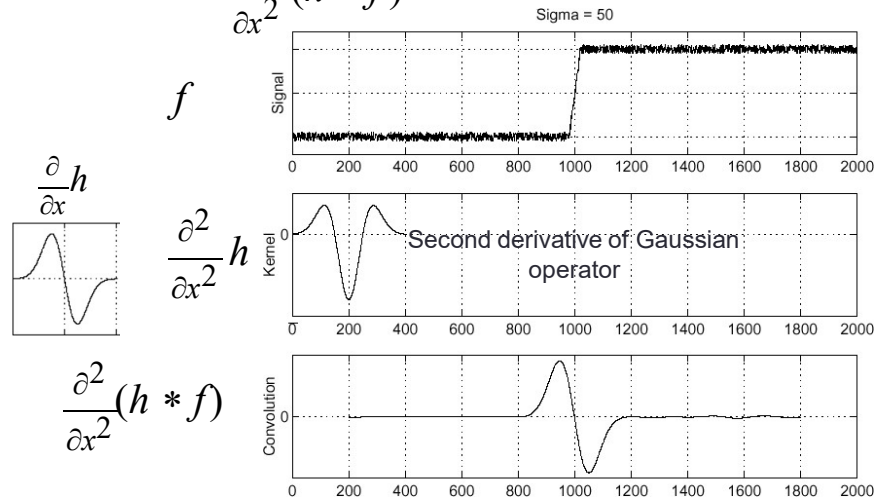 ∂x² (h * f)
Sigma = 50
f
Signal
0 200 400 600 800 1000 1200 1400 1600 1800 2000
∂/∂x h
∂²/∂x² h
Kernel
0
Second derivative of Gaussian
operator
0 200 400 600 800 1000 1200 1400 1600 1800 2000
∂²/∂x² (h * f)
Convolution
0
0 200 400 600 800 1000 1200 1400 1600 1800 2000